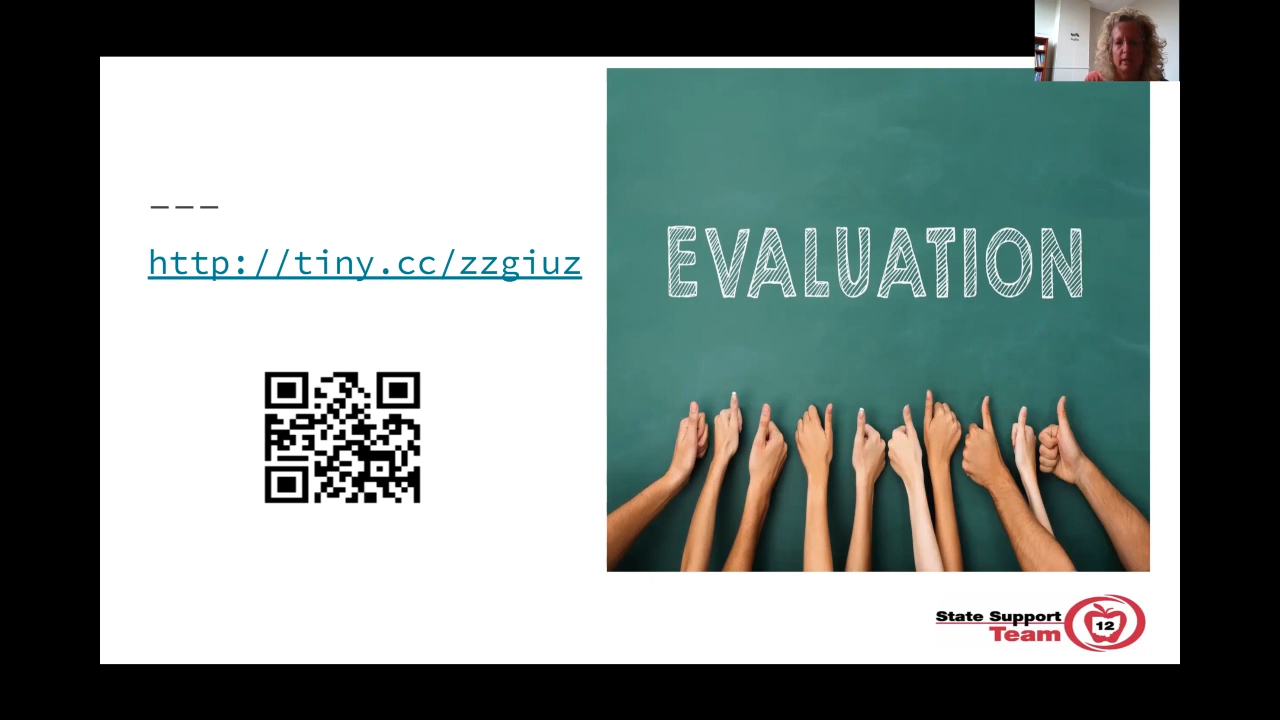 ---
http://tiny.cc/zzgiuz
EVALUATION
State Support
Team
12